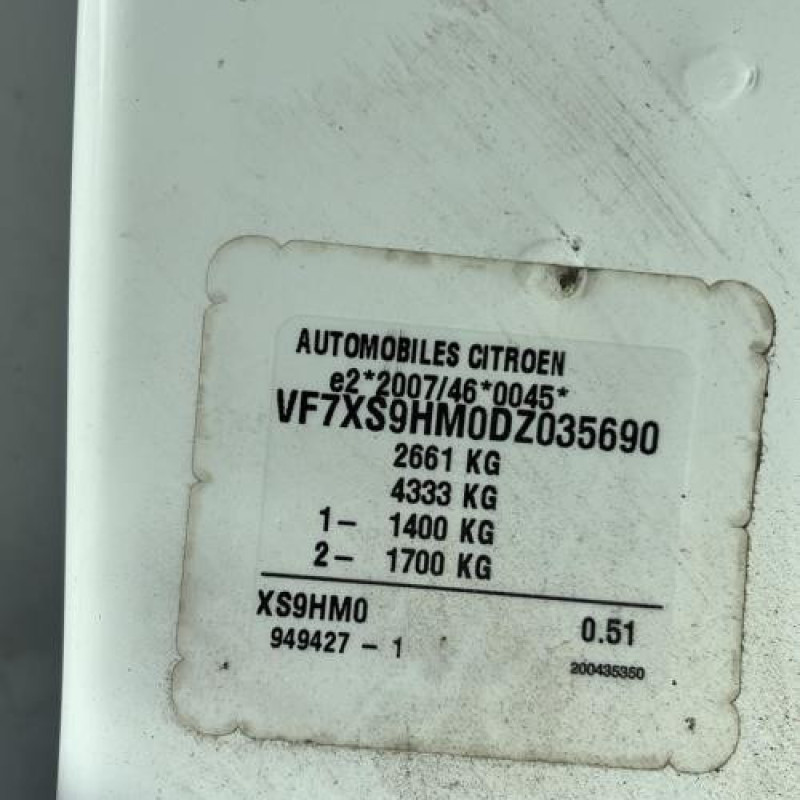 AUTOMOBILES CITROEN
e2*2007/46*0045*
VF7XS9HM0DZ035690
2661 KG
4333 KG
1- 1400 KG
2- 1700 KG
XS9HM0 0.51
949427 - 1
200435350